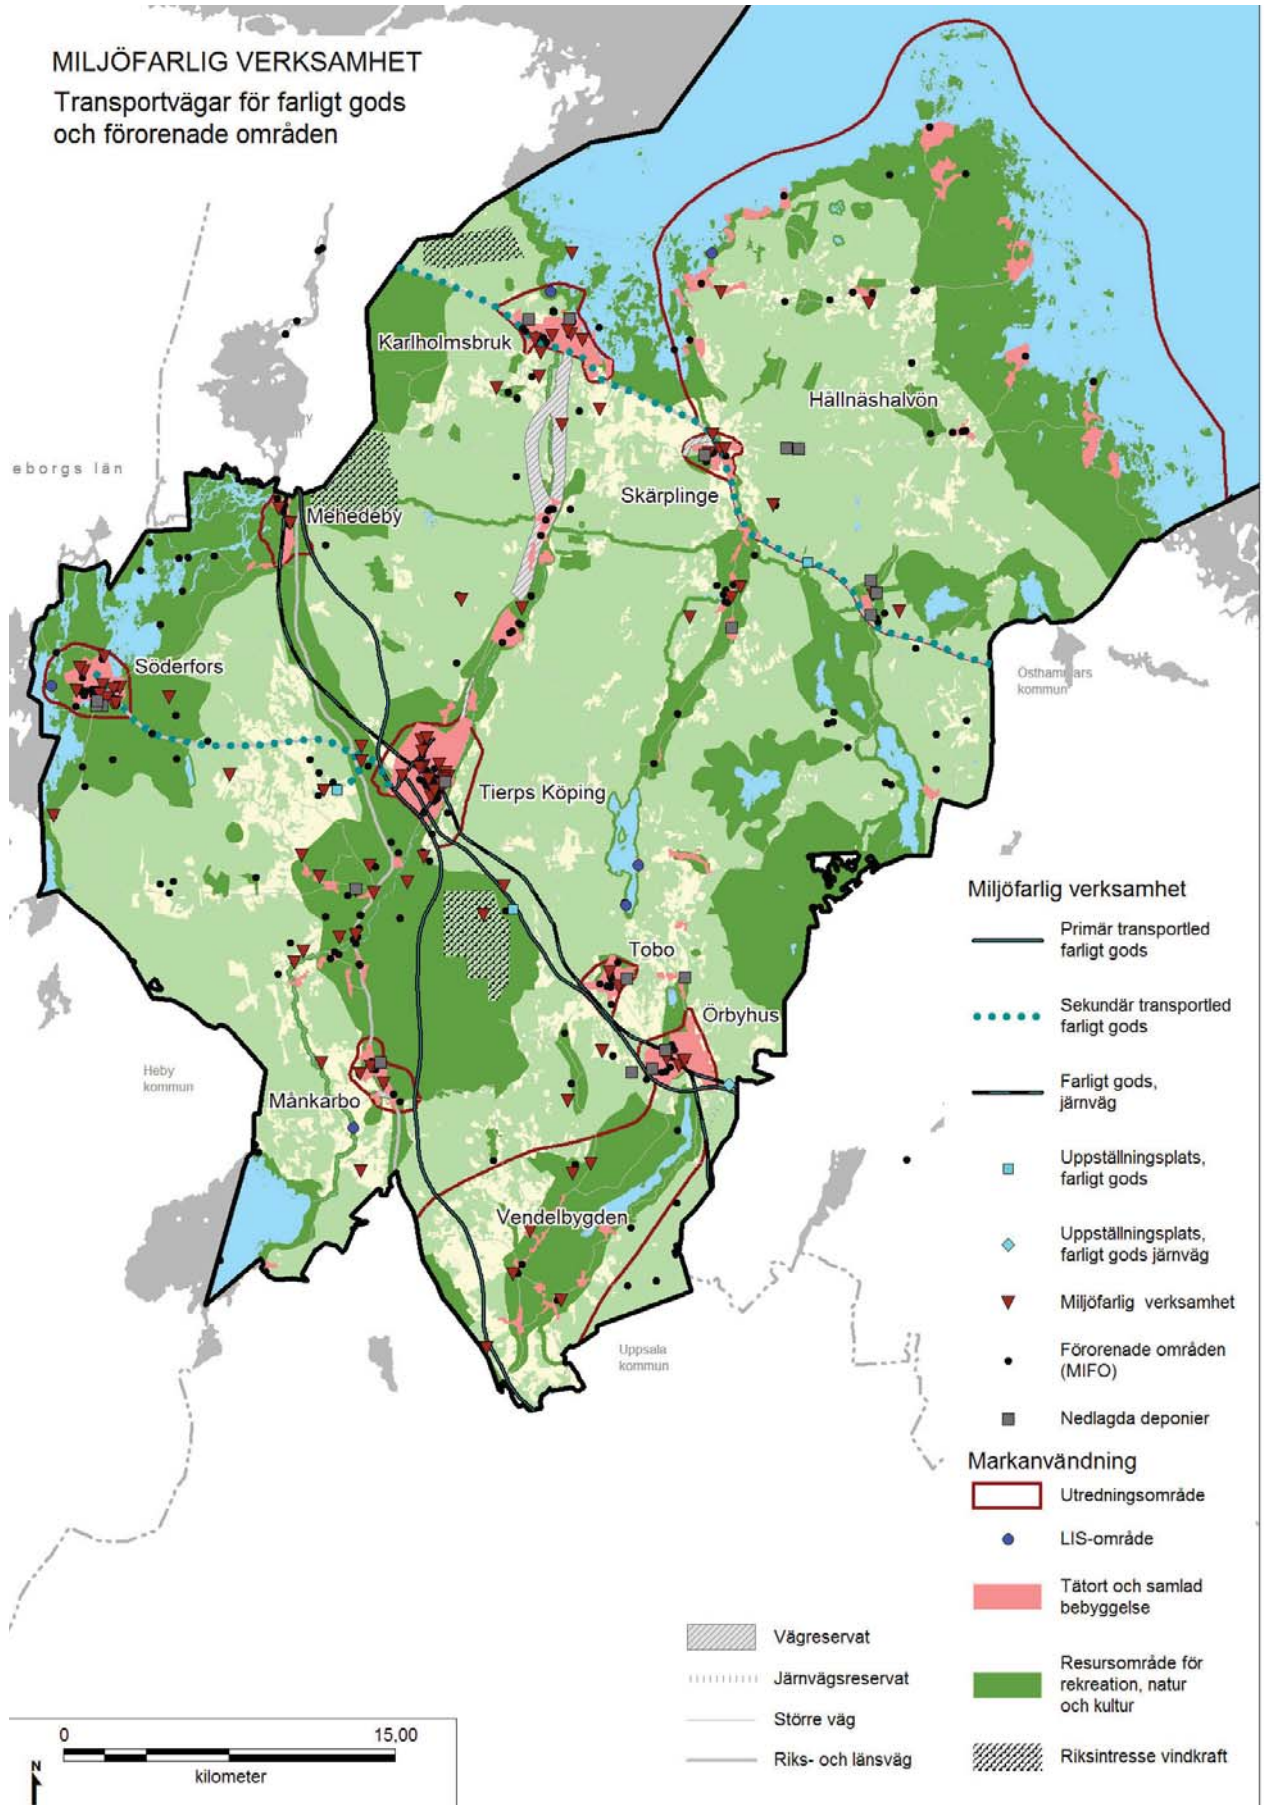 MILJÖFARLIG VERKSAMHET
Transportvägar för farligt gods
och förorenade områden
Karlholmsbruk
Hållnäshalvön
eborgs län
Skärplinge
Mehedeby
Söderfors
Östhammars
kommun
Tierps Köping
Tobo
Örbyhus
Heby
kommun
Månkarbo
Vendelbygden
Uppsala
kommun
Miljöfarlig verksamhet
Primär transportled
farligt gods
Sekundär transportled
farligt gods
Farligt gods,
järnväg
Uppställningsplats,
farligt gods
Uppställningsplats,
farligt gods järnväg
Miljöfarlig verksamhet
Förorenade områden
(MIFO)
Nedlagda deponier
Markanvändning
Utredningsområde
LIS-område
Tätort och samlad
bebyggelse
Resursområde för
rekreation, natur
och kultur
Riksintresse vindkraft
Vägreservat
Järnvägsreservat
Större väg
Riks- och länsväg
0 15,00
kilometer
N